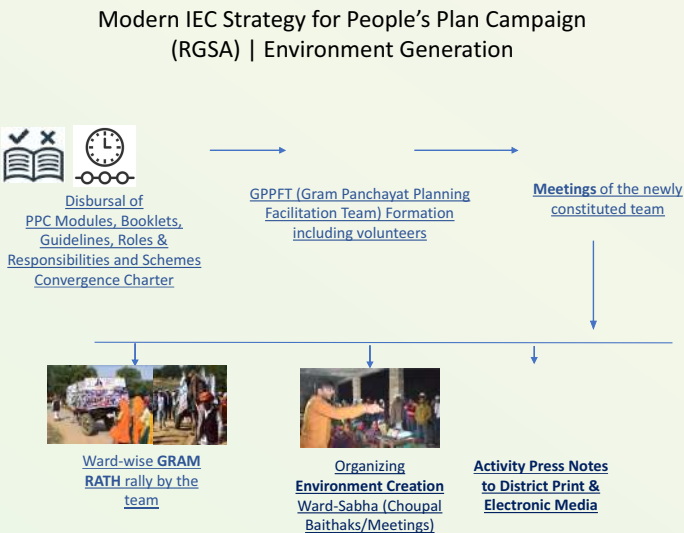 Modern IEC Strategy for People's Plan Campaign
(RGSA) | Environment Generation
Disbursal of
PPC Modules, Booklets,
Guidelines, Roles &
Responsibilities and Schemes
Convergence Charter
GPPFT (Gram Panchayat Planning
Facilitation Team) Formation
including volunteers
Meetings of the newly
constituted team
Ward-wise GRAM
RATH rally by the
team
Organizing
Environment Creation
Ward-Sabha (Choupal
Baithaks/Meetings)
Activity Press Notes
to District Print &
Electronic Media